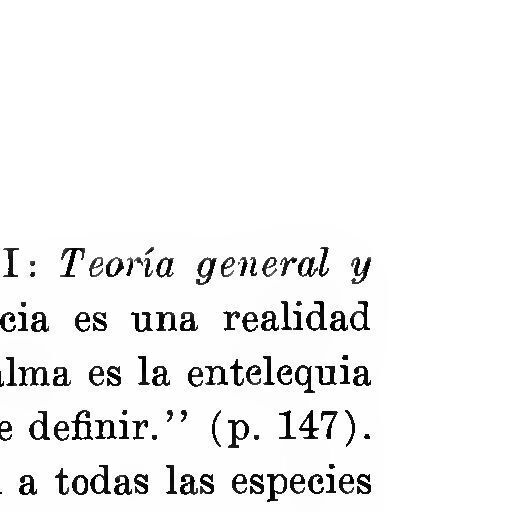 I: Teoría general y
cia es una realidad
alma es la entelequia
e definir.” (p. 147).
a todas las especies